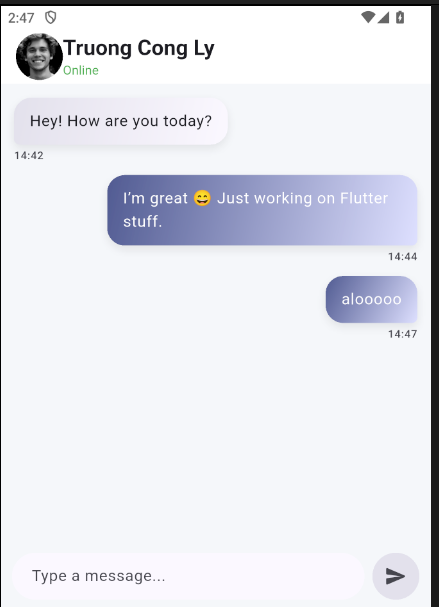 2:47
Truong Cong Ly
Online
Hey! How are you today?
14:42
I’m great 😄 Just working on Flutter
stuff.
14:44
alooooo
14:47
Type a message...